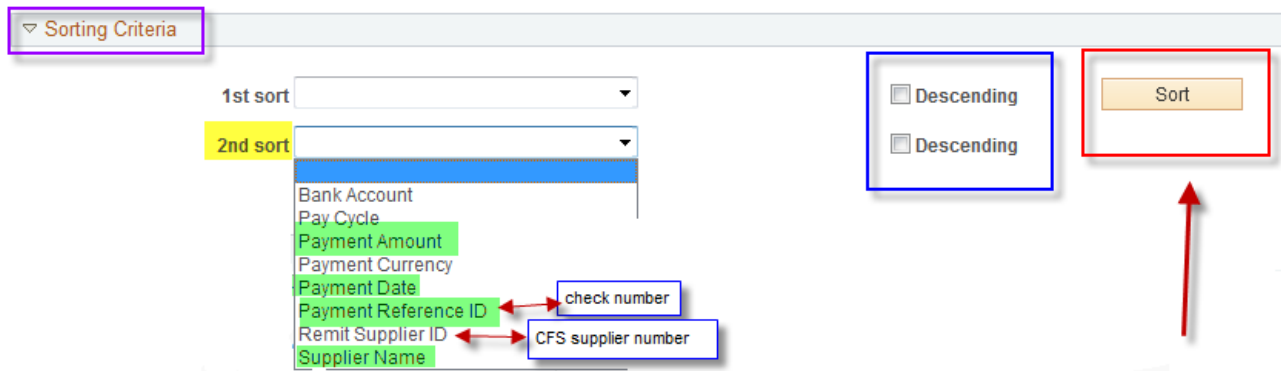 Sorting Criteria
1st sort
Descending
Sort
2nd sort
Descending
Bank Account
Pay Cycle
Payment Amount
Payment Currency
Payment Date
Payment Reference ID
check number
Remit Supplier ID
CFS supplier number
Supplier Name